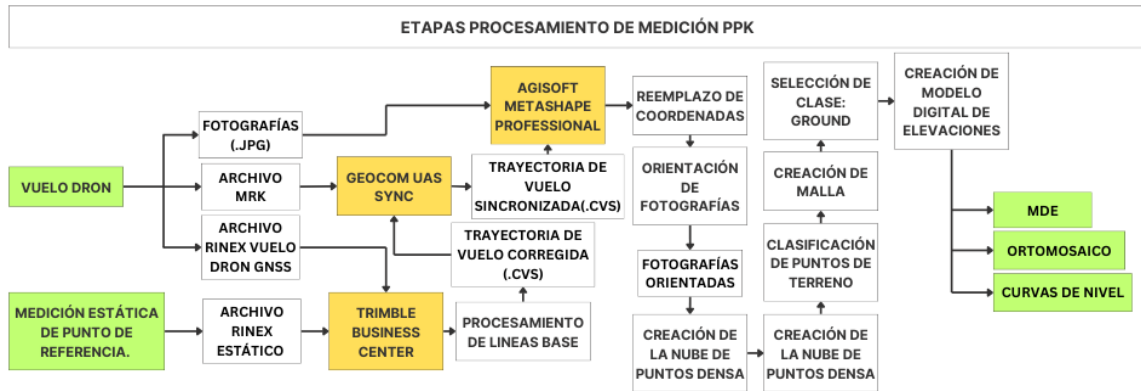 ETAPAS PROCESAMIENTO DE MEDICIÓN PPK
VUELO DRON
MEDICIÓN ESTÁTICA
DE PUNTO DE
REFERENCIA.
FOTOGRAFÍAS
(.JPG)
ARCHIVO
MRK
ARCHIVO
RINEX VUELO
DRON GNSS
ARCHIVO
RINEX
ESTÁTICO
GEOCOM UAS
SYNC
TRIMBLE
BUSINESS
CENTER
AGISOFT
METASHAPE
PROFESSIONAL
TRAYECTORIA DE
VUELO
SINCRONIZADA(.CVS)
TRAYECTORIA DE
VUELO CORREGIDA
(.CVS)
PROCESAMIENTO
DE LINEAS BASE
REEMPLAZO DE
COORDENADAS
ORIENTACIÓN
DE
FOTOGRAFÍAS
FOTOGRAFÍAS
ORIENTADAS
CREACIÓN DE
LA NUBE DE
PUNTOS DENSA
CREACIÓN DE
LA NUBE DE
PUNTOS DENSA
CLASIFICACIÓN
DE PUNTOS DE
TERRENO
CREACIÓN DE
MALLA
SELECCIÓN DE
CLASE:
GROUND
CREACIÓN DE
MODELO
DIGITAL DE
ELEVACIONES
MDE
ORTOMOSAICO
CURVAS DE NIVEL